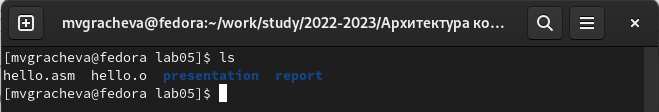 mvgracheva@fedora:~/work/study/2022-2023/Архитектура ко...
[mvgracheva@fedora lab05]$ ls
hello.asm  hello.o  presentation  report
[mvgracheva@fedora lab05]$